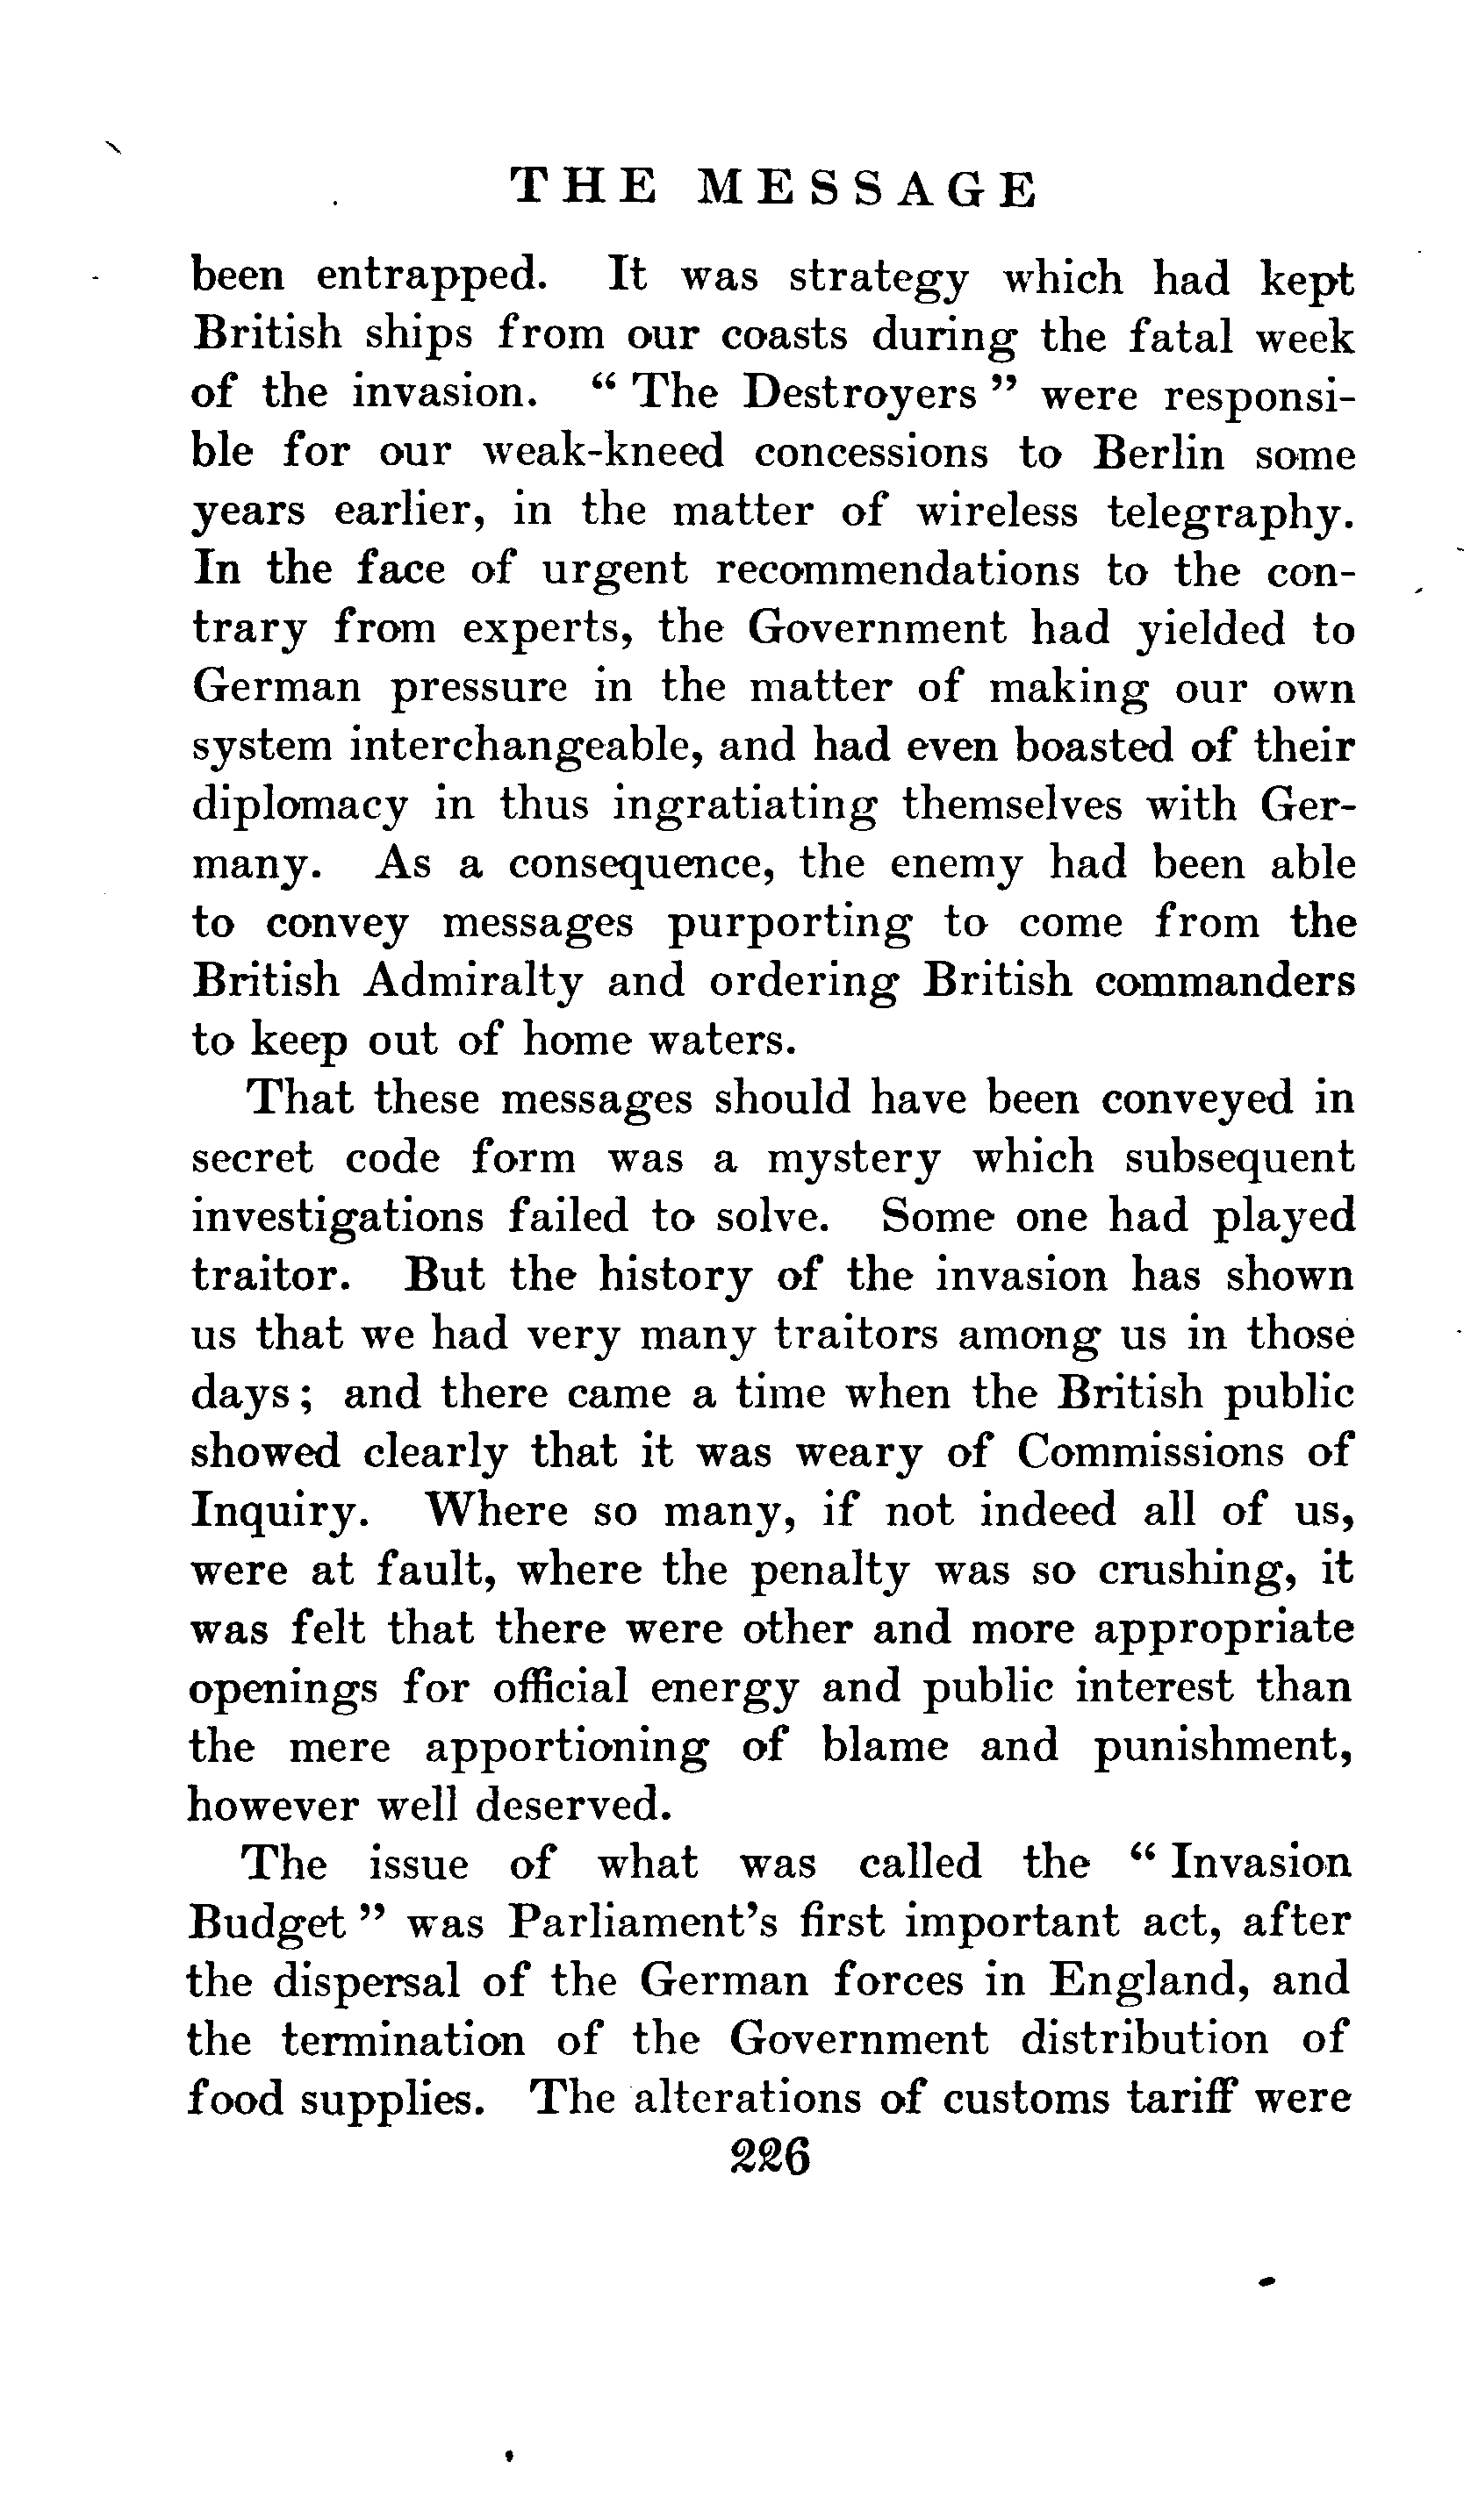 THE MESSAGE
been entrapped. It was strategy which had kept
British ships from our coasts during the fatal week
of the invasion. “ The Destroyers ” were responsi-
ble for our weak-kneed concessions to Berlin some
years earlier, in the matter of wireless telegraphy.
In the face of urgent recommendations to the con-
trary from experts, the Government had yielded to
German pressure in the matter of making our own
system interchangeable, and had even boasted of their
diplomacy in thus ingratiating themselves with Ger-
many. As a consequence, the enemy had been able
to convey messages purporting to come from the
British Admiralty and ordering British commanders
to keep out of home waters.
That these messages should have been conveyed in
secret code form was a mystery which subsequent
investigations failed to solve. Some one had played
traitor. But the history of the invasion has shown
us that we had very many traitors among us in those
days ; and there came a time when the British public
showed clearly that it was weary of Commissions of
Inquiry. Where so many, if not indeed all of us,
were at fault, where the penalty was so crushing, it
was felt that there were other and more appropriate
openings for official energy and public interest than
the mere apportioning of blame and punishment,
however well deserved.
The issue of what was called the “ Invasion
Budget ” was Parliament's first important act, after
the dispersal of the German forces in England, and
the termination of the Government distribution of
food supplies. The alterations of customs tariff were
226